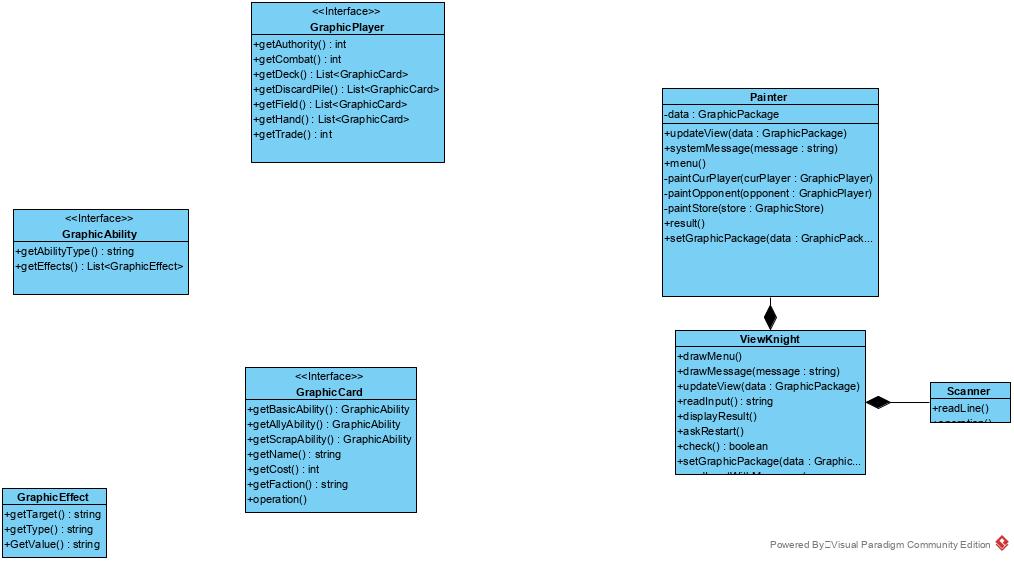 <<Interface>>
GraphicPlayer
+getAuthority() : int
+getCombat() : int
+getDeck() : List<GraphicCard>
+getDiscardPile() : List<GraphicCard>
+getField() : List<GraphicCard>
+getHand() : List<GraphicCard>
+getTrade() : int
Painter
-data : GraphicPackage
+updateView(data : GraphicPackage)
+systemMessage(message : string)
+menu()
-paintCurPlayer(curPlayer : GraphicPlayer)
-paintOpponent(opponent : GraphicPlayer)
-paintStore(store : GraphicStore)
+result()
+setGraphicPackage(data : GraphicPack...
<<Interface>>
GraphicAbility
+getAbilityType() : string
+getEffects() : List<GraphicEffect>
ViewKnight
+drawMenu()
+drawMessage(message : string)
+updateView(data : GraphicPackage)
+readInput() : string
+displayResult()
+askRestart()
+check() : boolean
+setGraphicPackage(data : Graphic...
<<Interface>>
GraphicCard
+getBasicAbility() : GraphicAbility
+getAllyAbility() : GraphicAbility
+getScrapAbility() : GraphicAbility
+getName() : string
+getCost() : int
+getFaction() : string
+operation()
Scanner
+readLine()
GraphicEffect
+getTarget() : string
+getType() : string
+GetValue() : string
Powered By Visual Paradigm Community Edition